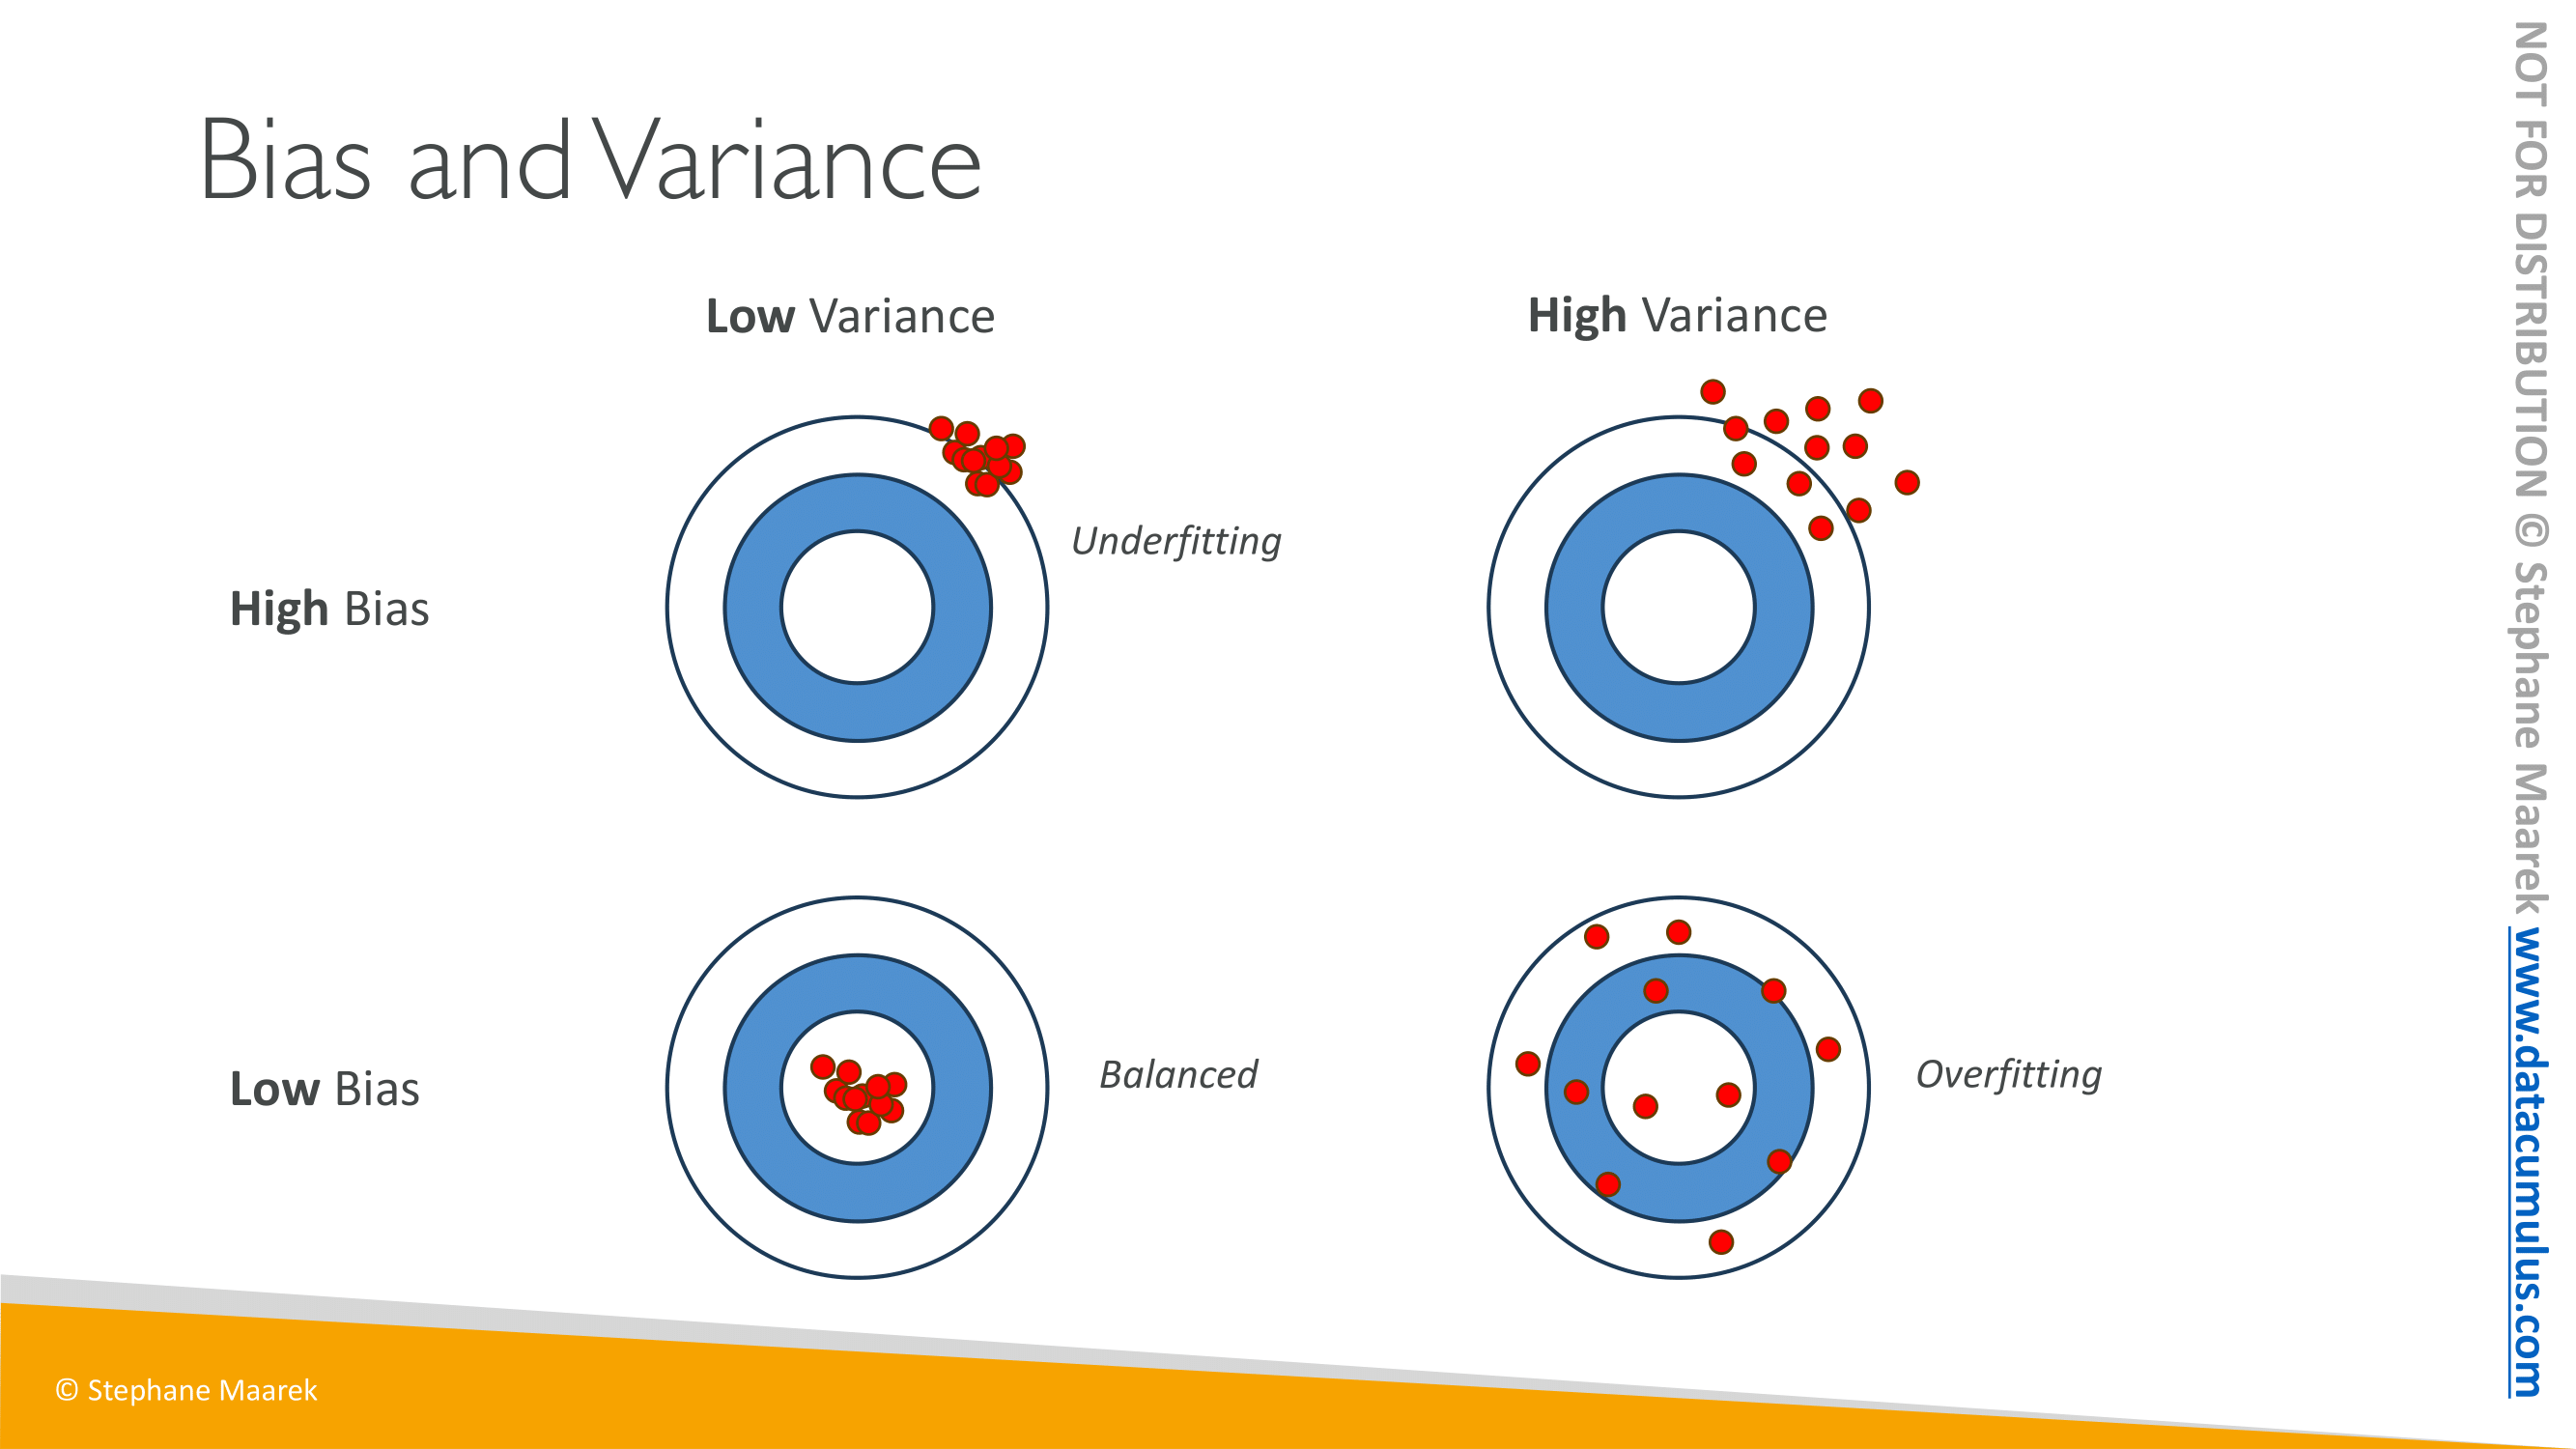 Bias and Variance
Low Variance
High Variance
Underfitting
High Bias
Low Bias
Balanced
Overfitting
© Stephane Maarek
NOT FOR DISTRIBUTION © Stephane Maarek www.datacumulus.com